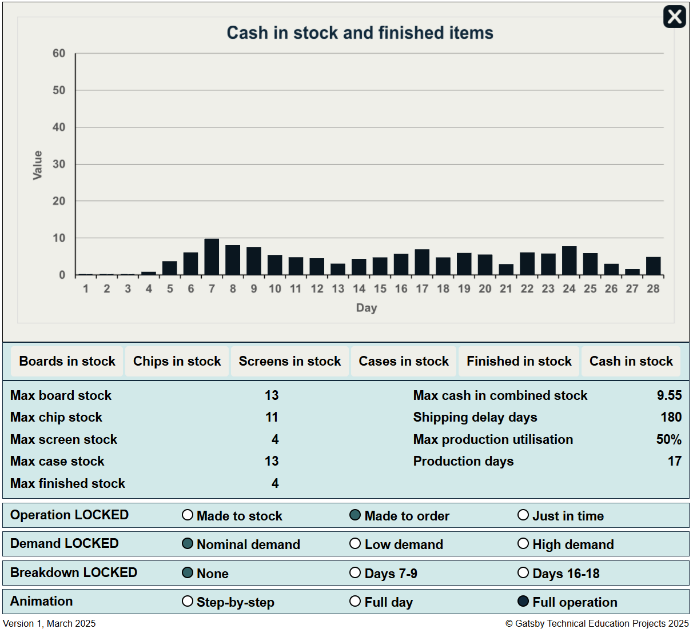 Cash in stock and finished items
60
50
40
30
20
10
0
Value
1 2 3 4 5 6 7 8 9 10 11 12 13 14 15 16 17 18 19 20 21 22 23 24 25 26 27 28
Day
Boards in stock Chips in stock Screens in stock Cases in stock Finished in stock Cash in stock
Max board stock 13 Max cash in combined stock 9.55
Max chip stock 11 Shipping delay days 180
Max screen stock 4 Max production utilisation 50%
Max case stock 13 Production days 17
Max finished stock 4
Operation LOCKED Made to stock Made to order Just in time
Demand LOCKED Nominal demand Low demand High demand
Breakdown LOCKED None Days 7-9 Days 16-18
Animation Step-by-step Full day Full operation
Version 1, March 2025 © Gatsby Technical Education Projects 2025